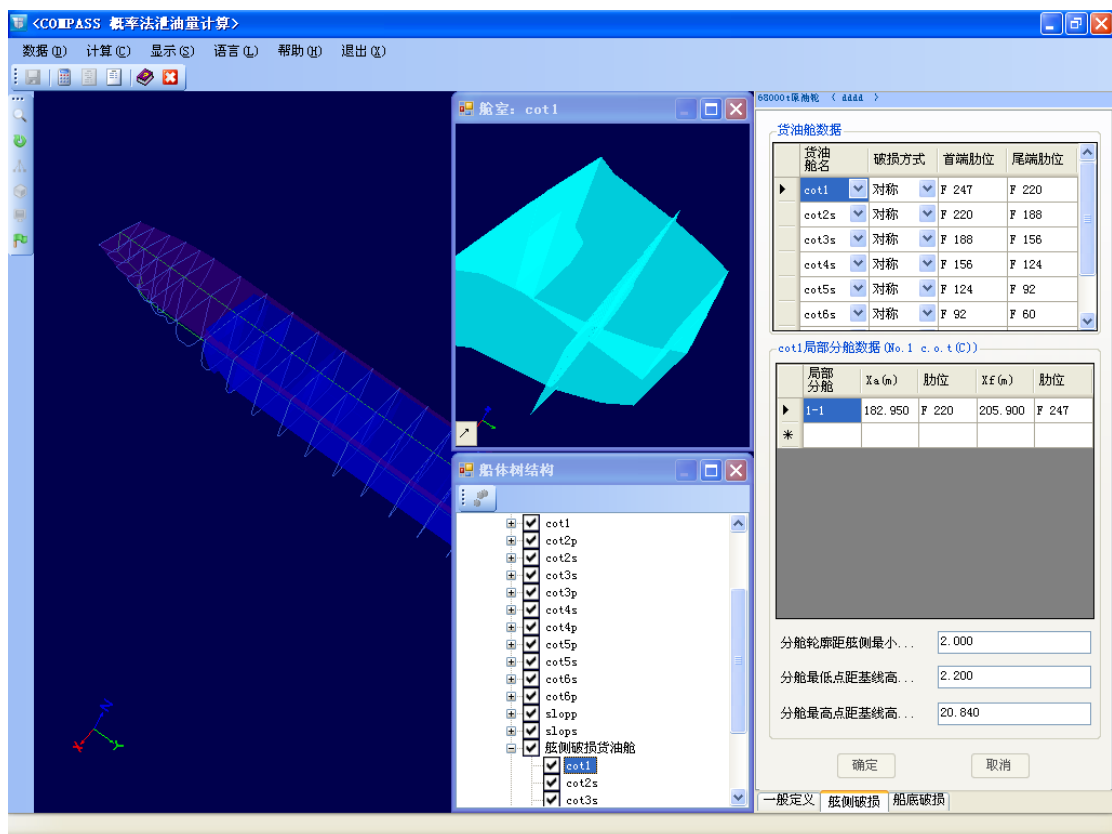 <COMPASS 概率法泄油量计算>
数据(D) 计算(C) 显示(S) 语言(L) 帮助(H) 退出(X)
舱室: cot1
船体树结构
cot1
cot2p
cot2s
cot3s
cot3p
cot4s
cot4p
cot5p
cot5s
cot6s
cot6p
slopp
slops
舷侧破损货油舱
cot1
cot2s
cot3s
68000t原油轮 ( dddd )
货油舱数据
货油舱名 破损方式 首端肋位 尾端肋位
cot1 对称 F 247 F 220
cot2s 对称 F 220 F 188
cot3s 对称 F 188 F 156
cot4s 对称 F 156 F 124
cot5s 对称 F 124 F 92
cot6s 对称 F 92 F 60
cot1局部分舱数据(No.1 c.o.t(C))
局部分舱 Xa(m) 肋位 Xf(m) 肋位
1-1 182.950 F 220 205.900 F 247
分舱轮廓距舷侧最小... 2.000
分舱最低点距基线高... 2.200
分舱最高点距基线高... 20.840
确定 取消
一般定义 舷侧破损 船底破损